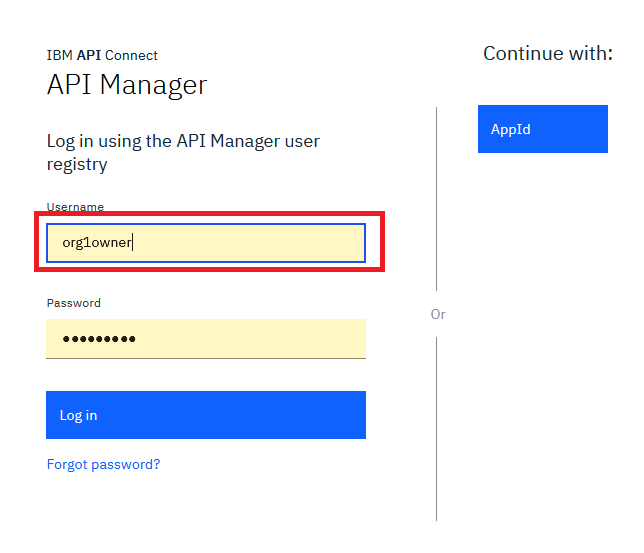 IBM API Connect
API Manager
Log in using the API Manager user
registry
Username
org1owner
Password
•••••••••
Log in
Forgot password?
Or
Continue with:
AppId